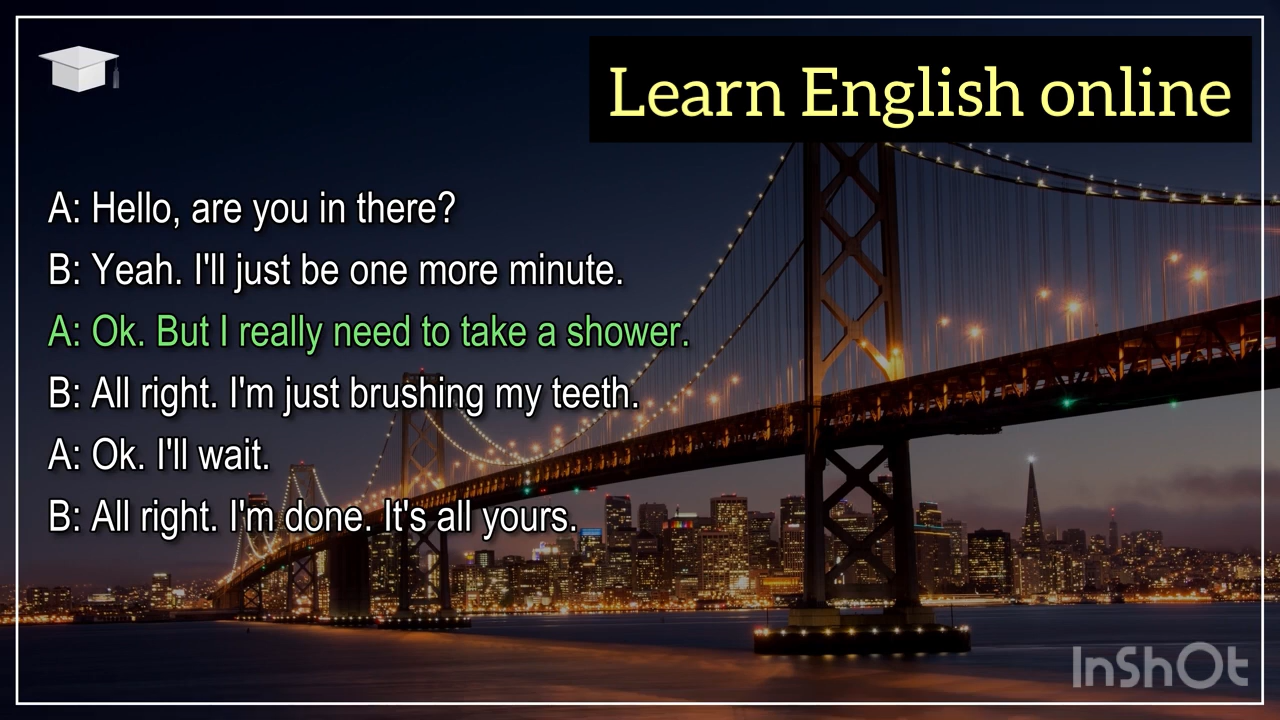 Learn English online
A: Hello, are you in there?
B: Yeah. I'll just be one more minute.
A: Ok. But I really need to take a shower.
B: All right. I'm just brushing my teeth.
A: Ok. I'll wait.
B: All right. I'm done. It's all yours.
InShOt